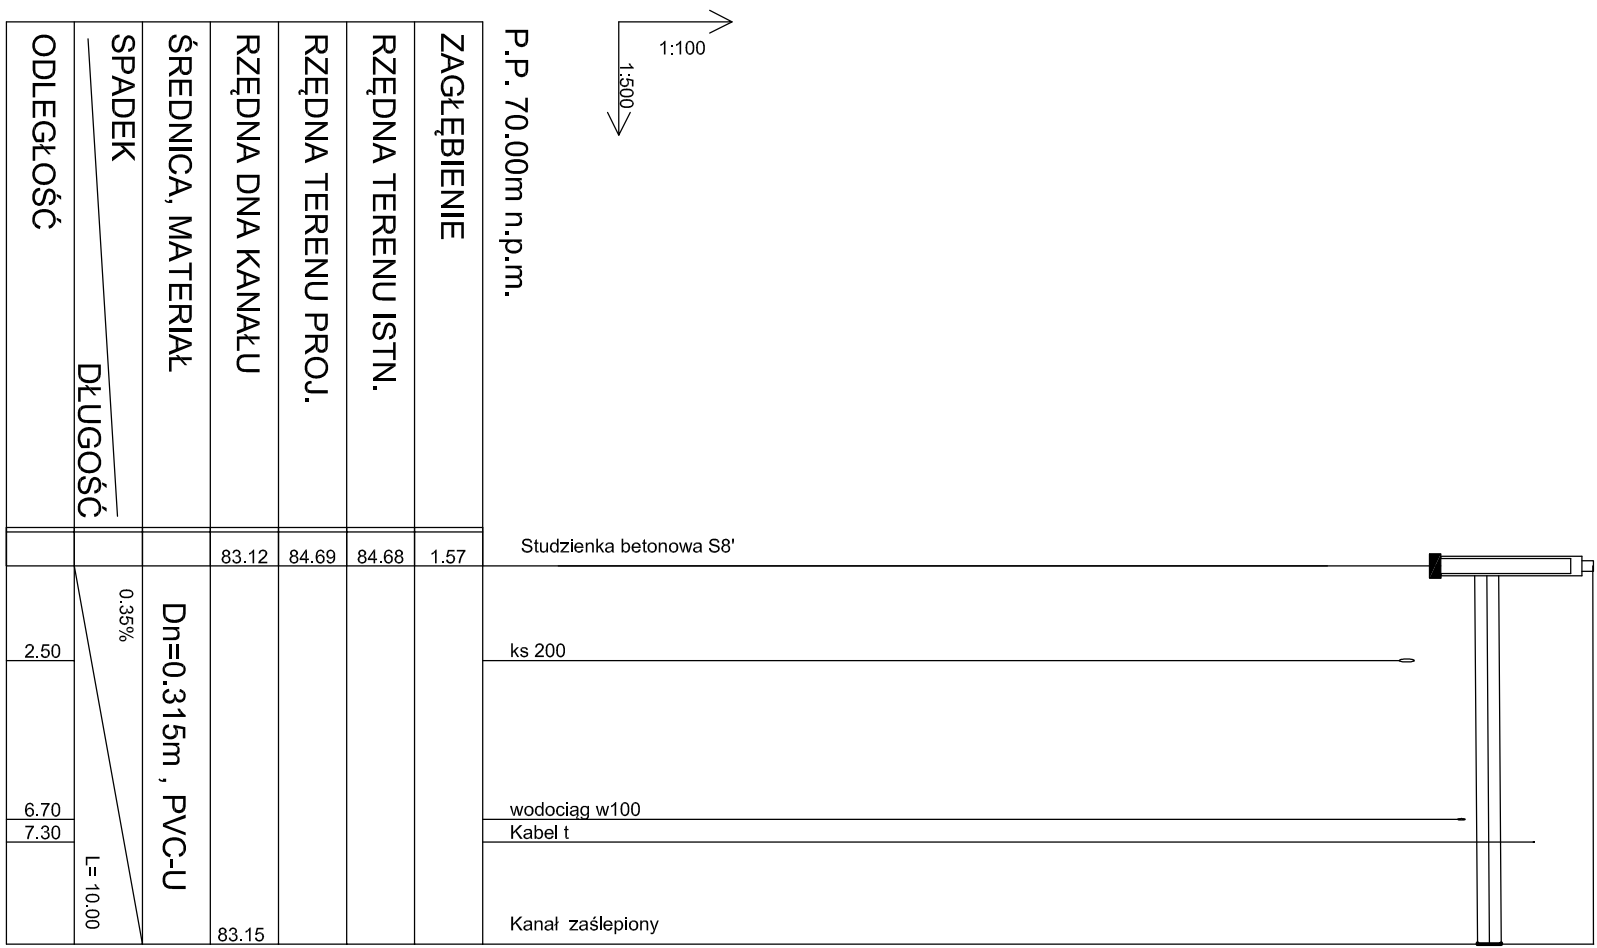 1:100
1:500
P.P. 70.00m n.p.m.
ZAGŁĘBIENIE
RZĘDNA TERENU ISTN.
RZĘDNA TERENU PROJ.
RZĘDNA DNA KANAŁU
ŚREDNICA, MATERIAŁ
SPADEK
DŁUGOŚĆ
ODLEGŁOŚĆ
83.12
84.69
84.68
1.57
Studzienka betonowa S8'
0.35%
Dn=0.315m , PVC-U
L= 10.00
2.50
ks 200
6.70
wodociąg w100
7.30
Kabel t
83.15
Kanał zaślepiony